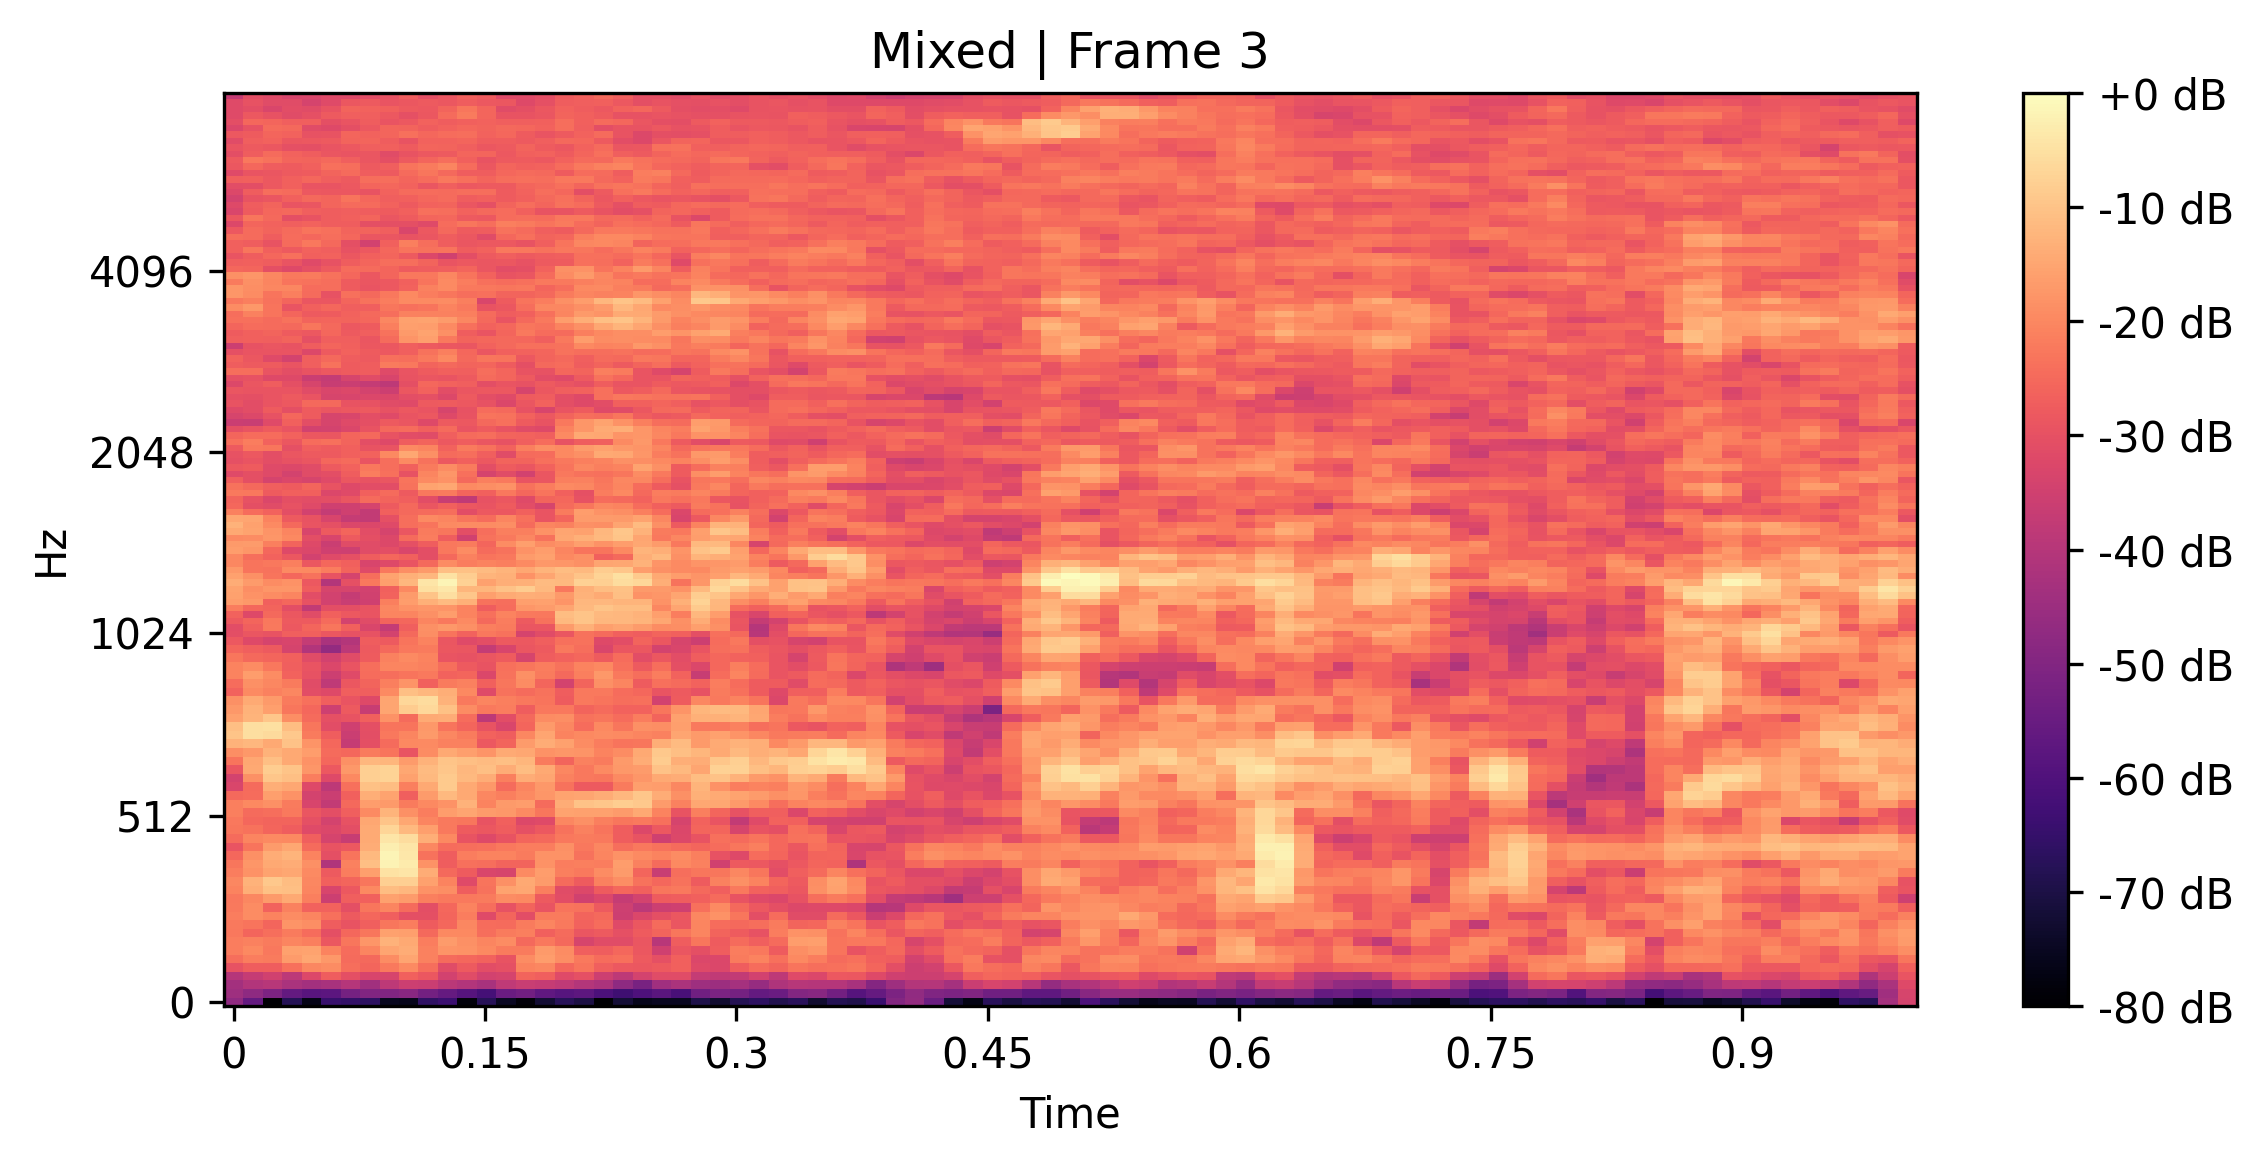 Mixed | Frame 3
Hz
4096
2048
1024
512
0
0 0.15 0.3 0.45 0.6 0.75 0.9
Time
+0 dB
-10 dB
-20 dB
-30 dB
-40 dB
-50 dB
-60 dB
-70 dB
-80 dB